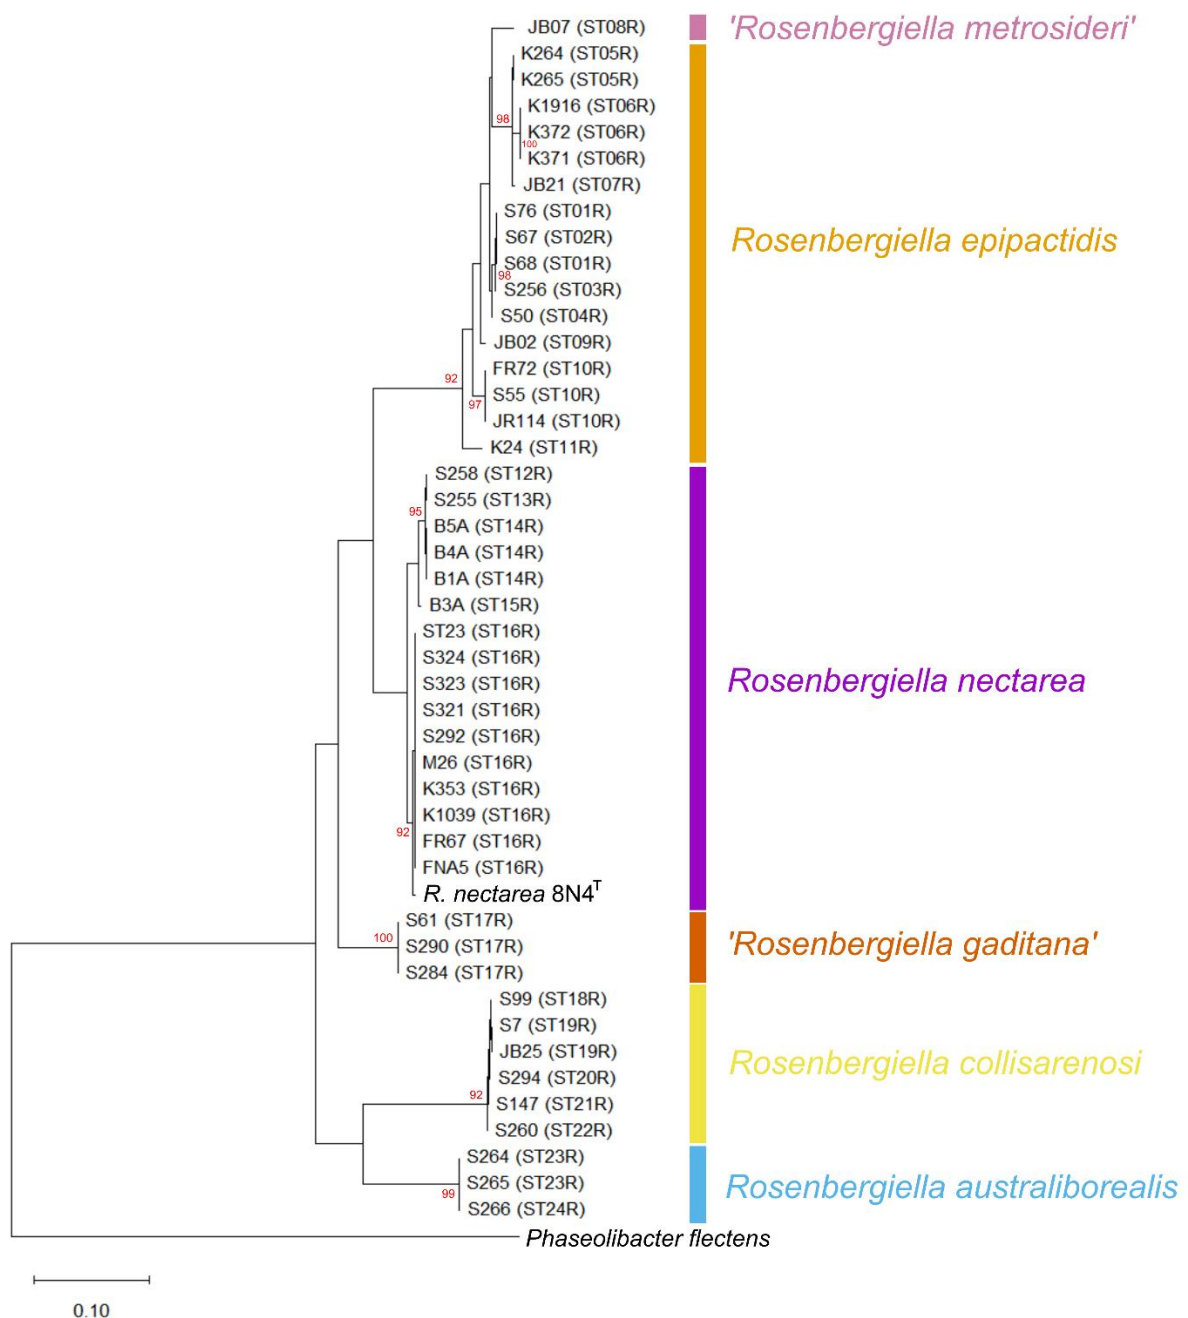 JB07 (ST08R)
'Rosenbergiella metrosideri'
K264 (ST05R)
K265 (ST05R)
K1916 (ST06R)
98
K372 (ST06R)
100
K371 (ST06R)
JB21 (ST07R)
S76 (ST01R)
S67 (ST02R)
Rosenbergiella epipactidis
S68 (ST01R)
98
S256 (ST03R)
S50 (ST04R)
JB02 (ST09R)
FR72 (ST10R)
92
S55 (ST10R)
97
JR114 (ST10R)
K24 (ST11R)
S258 (ST12R)
S255 (ST13R)
95
B5A (ST14R)
B4A (ST14R)
B1A (ST14R)
B3A (ST15R)
ST23 (ST16R)
S324 (ST16R)
S323 (ST16R)
Rosenbergiella nectarea
S321 (ST16R)
S292 (ST16R)
M26 (ST16R)
K353 (ST16R)
K1039 (ST16R)
92
FR67 (ST16R)
FNA5 (ST16R)
R. nectarea 8N4T
S61 (ST17R)
100
S290 (ST17R)
'Rosenbergiella gaditana'
S284 (ST17R)
S99 (ST18R)
S7 (ST19R)
JB25 (ST19R)
Rosenbergiella collisarenosi
S294 (ST20R)
92
S147 (ST21R)
S260 (ST22R)
S264 (ST23R)
S265 (ST23R)
Rosenbergiella australiborealis
99
S266 (ST24R)
Phaseolibacter flectens
0.10